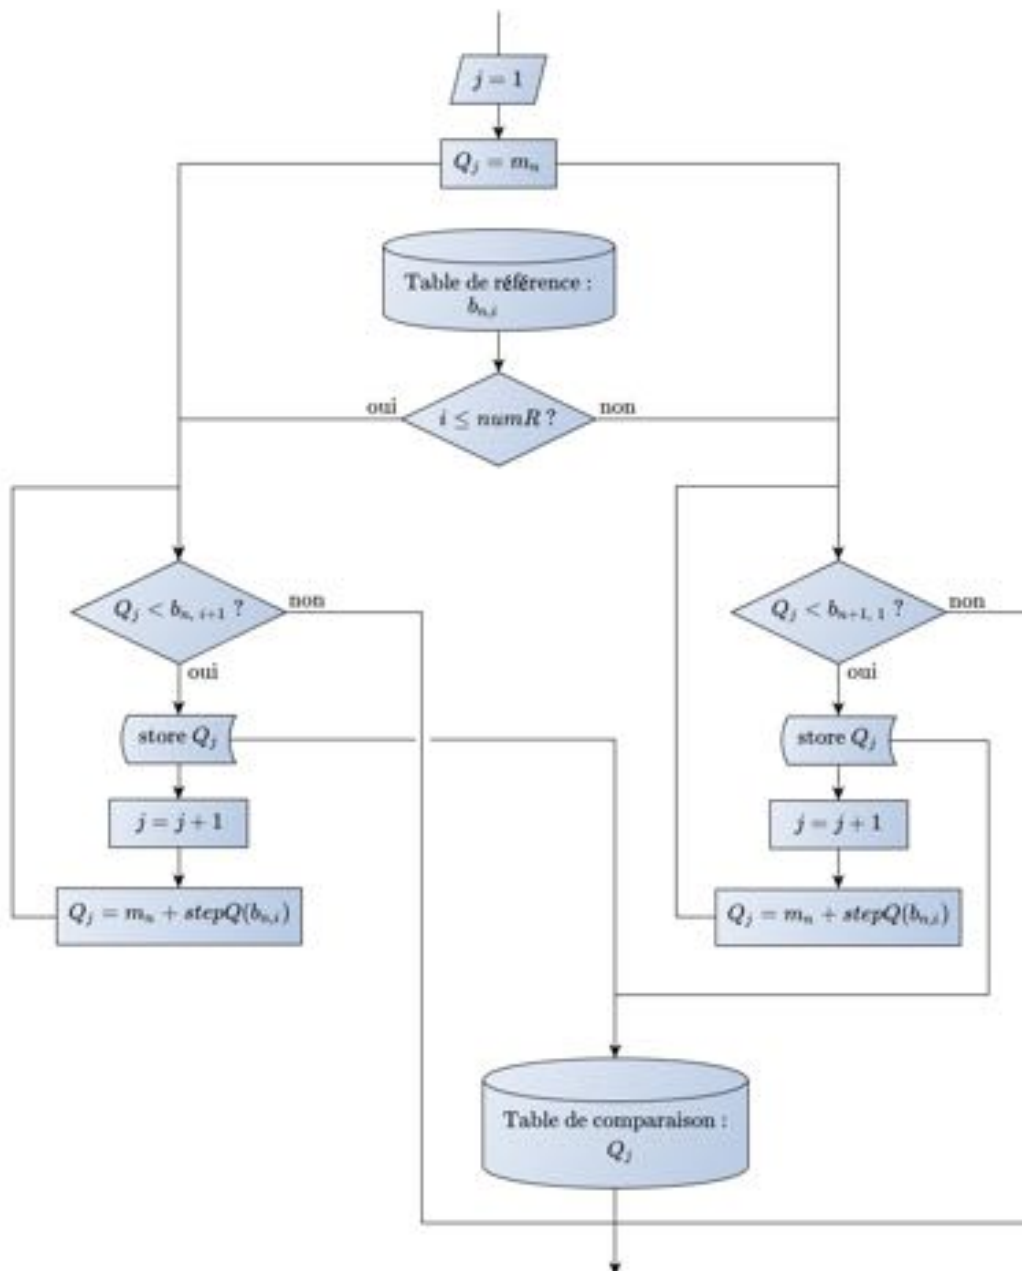 j = 1
Q_j = m_n
Table de référence :
b_{n,i}
oui
i ≤ numR ?
non
Q_j < b_{n, i+1} ?
non
oui
store Q_j
j = j + 1
Q_j = m_n + stepQ(b_{n,i})
Q_j < b_{n+1, 1} ?
non
oui
store Q_j
j = j + 1
Q_j = m_n + stepQ(b_{n,i})
Table de comparaison :
Q_j